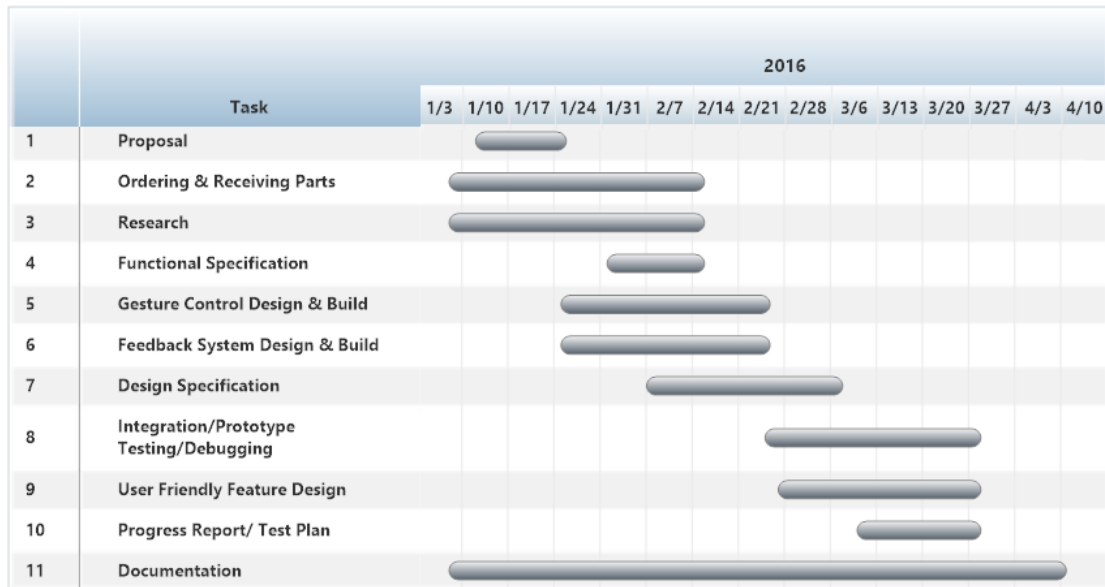 2016
Task 1/3 1/10 1/17 1/24 1/31 2/7 2/14 2/21 2/28 3/6 3/13 3/20 3/27 4/3 4/10
1 Proposal
2 Ordering & Receiving Parts
3 Research
4 Functional Specification
5 Gesture Control Design & Build
6 Feedback System Design & Build
7 Design Specification
8 Integration/Prototype
Testing/Debugging
9 User Friendly Feature Design
10 Progress Report/ Test Plan
11 Documentation